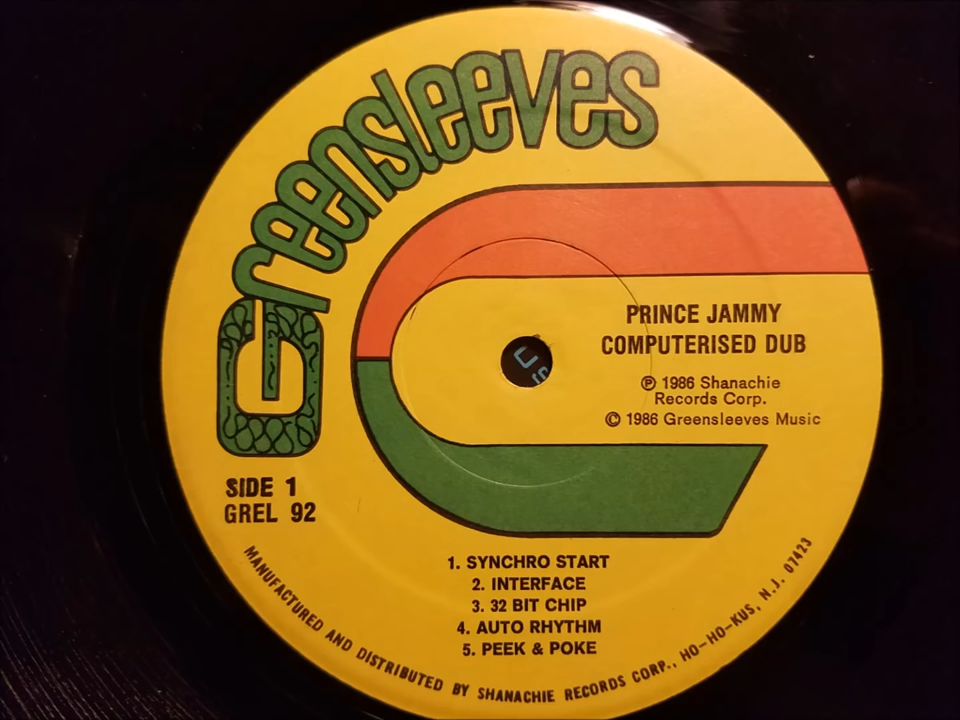 Greensleeves
PRINCE JAMMY
COMPUTERISED DUB
℗ 1986 Shanachie
Records Corp.
© 1986 Greensleeves Music
SIDE 1
GREL 92
1. SYNCHRO START
2. INTERFACE
3. 32 BIT CHIP
4. AUTO RHYTHM
5. PEEK & POKE
MANUFACTURED AND DISTRIBUTED BY SHANACHIE RECORDS CORP., HO-HO-KUS, N.J. 07423